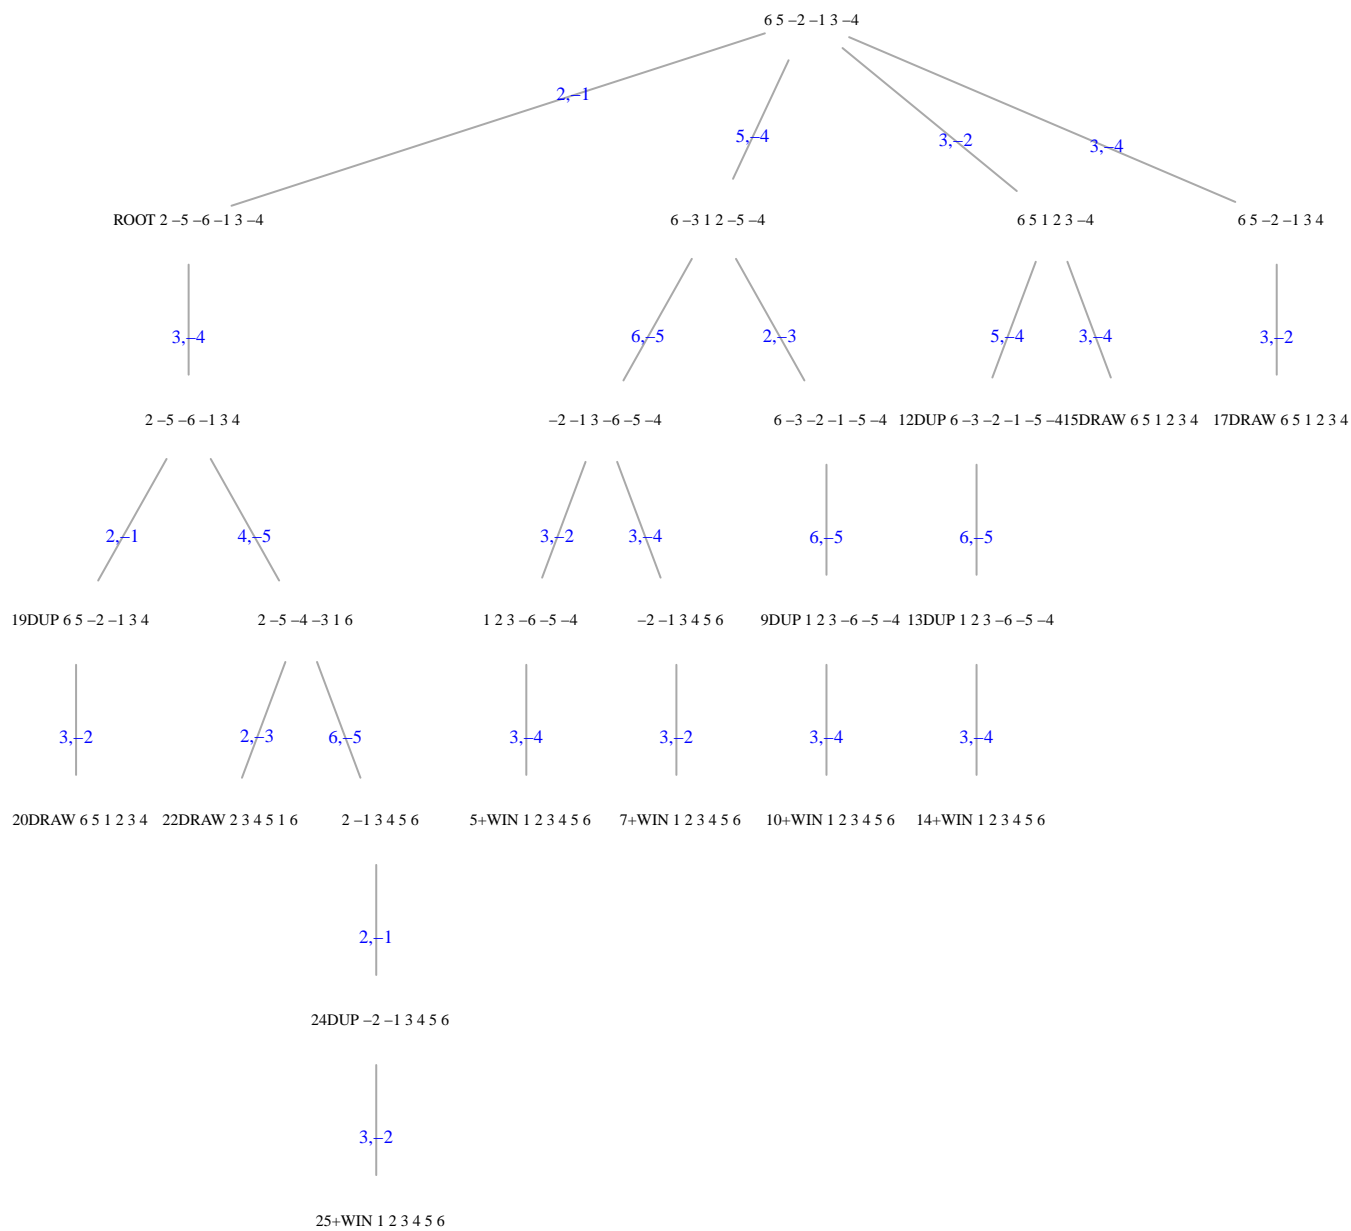 6 5 –2 –1 3 –4
2,–1
5,–4
3,–2
3,–4
ROOT 2 –5 –6 –1 3 –4
6 –3 1 2 –5 –4
6 5 1 2 3 –4
6 5 –2 –1 3 4
3,–4
6,–5
2,–3
5,–4
3,–4
3,–2
2 –5 –6 –1 3 4
–2 –1 3 –6 –5 –4
6 –3 –2 –1 –5 –4
12DUP 6 –3 –2 –1 –5 –4
15DRAW 6 5 1 2 3 4
17DRAW 6 5 1 2 3 4
2,–1
4,–5
3,–2
3,–4
6,–5
6,–5
19DUP 6 5 –2 –1 3 4
2 –5 –4 –3 1 6
1 2 3 –6 –5 –4
–2 –1 3 4 5 6
9DUP 1 2 3 –6 –5 –4
13DUP 1 2 3 –6 –5 –4
3,–2
2,–3
6,–5
3,–4
3,–2
3,–4
3,–4
20DRAW 6 5 1 2 3 4
22DRAW 2 3 4 5 1 6
2 –1 3 4 5 6
5+WIN 1 2 3 4 5 6
7+WIN 1 2 3 4 5 6
10+WIN 1 2 3 4 5 6
14+WIN 1 2 3 4 5 6
2,–1
24DUP –2 –1 3 4 5 6
3,–2
25+WIN 1 2 3 4 5 6